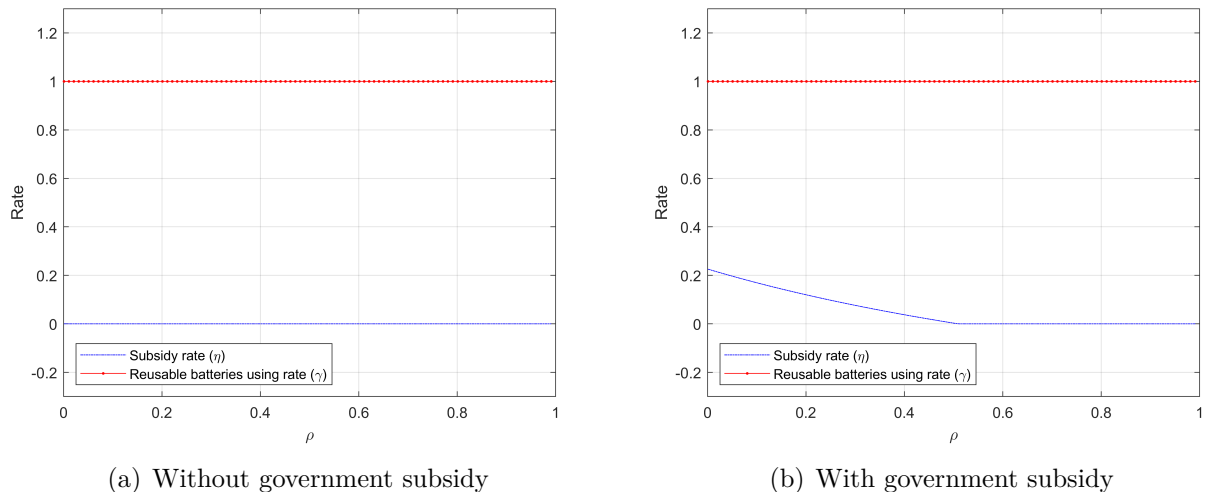 1.2
1
0.8
0.6
0.4
0.2
0
-0.2
Rate
Subsidy rate (η)
Reusable batteries using rate (γ)
0 0.2 0.4 0.6 0.8 1
ρ
(a) Without government subsidy
1.2
1
0.8
0.6
0.4
0.2
0
-0.2
Rate
Subsidy rate (η)
Reusable batteries using rate (γ)
0 0.2 0.4 0.6 0.8 1
ρ
(b) With government subsidy